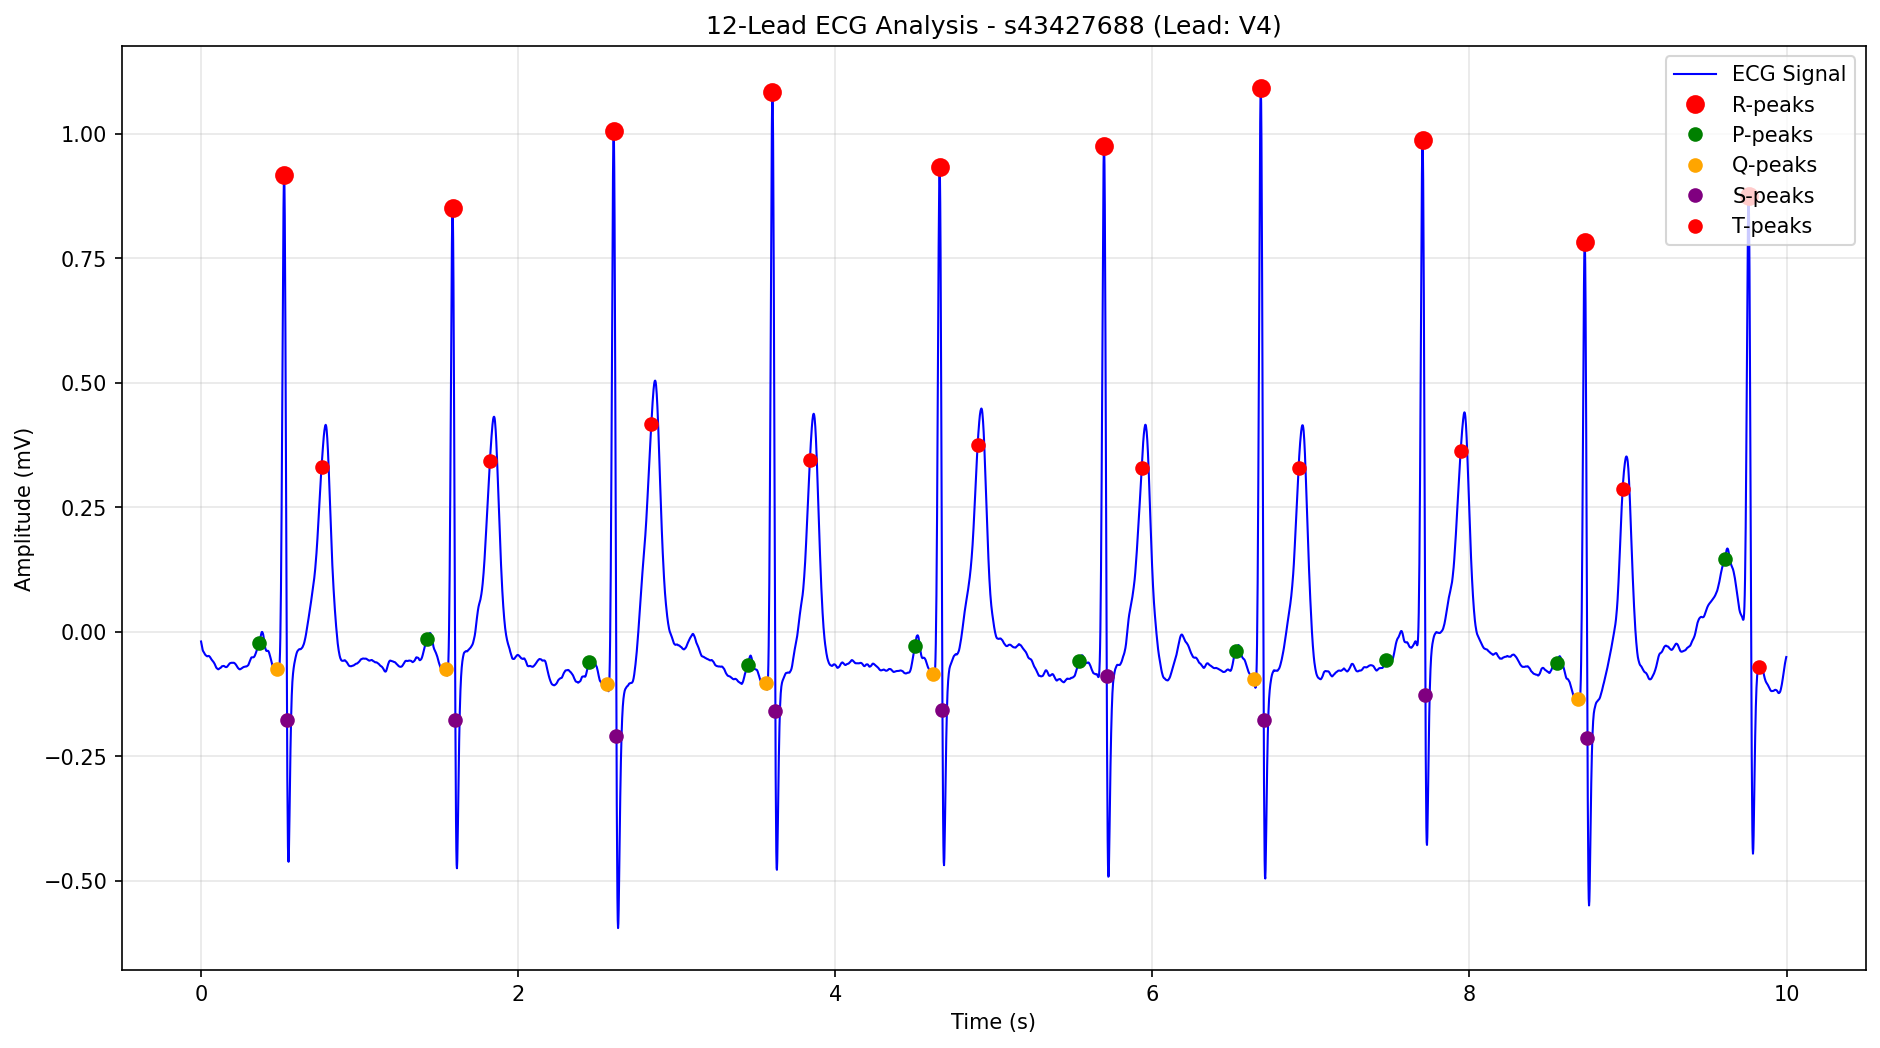 12-Lead ECG Analysis - s43427688 (Lead: V4)
ECG Signal
R-peaks
P-peaks
Q-peaks
S-peaks
T-peaks
Amplitude (mV)
1.00
0.75
0.50
0.25
0.00
−0.25
−0.50
0 2 4 6 8 10
Time (s)